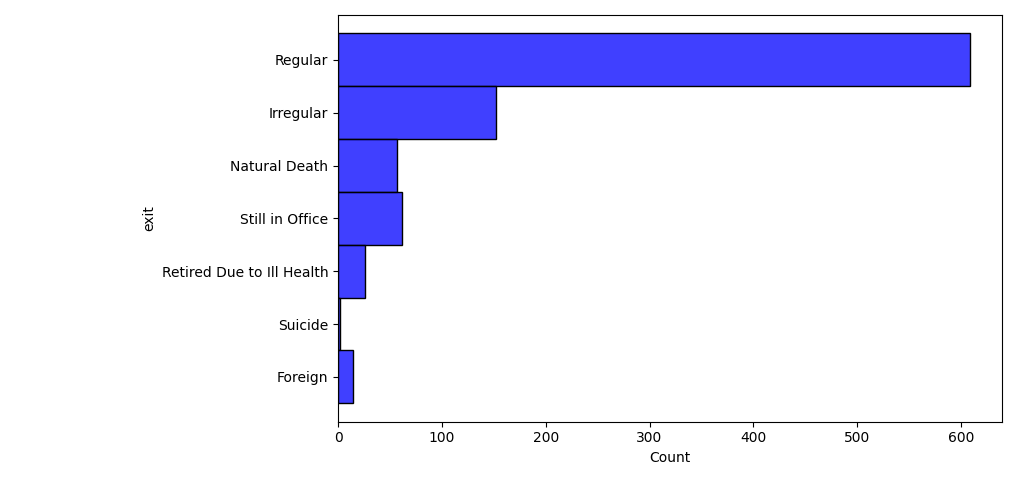 Regular
Irregular
Natural Death
Still in Office
Retired Due to Ill Health
Suicide
Foreign
exit
0 100 200 300 400 500 600
Count